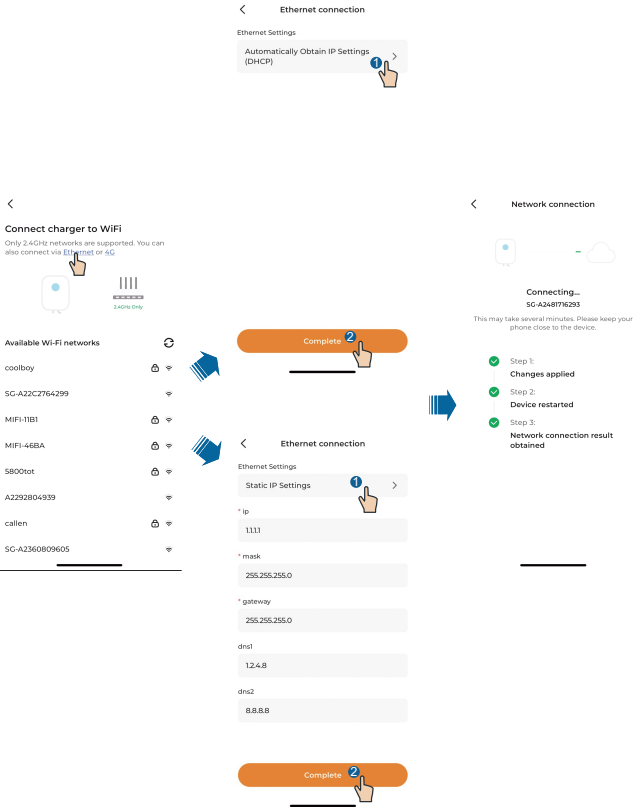 Ethernet connection
Ethernet Settings
Automatically Obtain IP Settings
(DHCP)
1
Complete
2
Connect charger to WiFi
Only 2.4GHz networks are supported. You can
also connect via Ethernet or 4G
2.4GHz Only
Available Wi-Fi networks
coolboy
SG-A22C2764299
MIFI-11B1
MIFI-46BA
5800tot
A2292804939
callen
SG-A2360809605
Ethernet connection
Ethernet Settings
Static IP Settings
1
* ip
1.1.1.1
* mask
255.255.255.0
* gateway
255.255.255.0
dns1
1.2.4.8
dns2
8.8.8.8
Complete
2
Network connection
Connecting...
SG-A2481716293
This may take several minutes. Please keep your
phone close to the device.
Step 1:
Changes applied
Step 2:
Device restarted
Step 3:
Network connection result
obtained